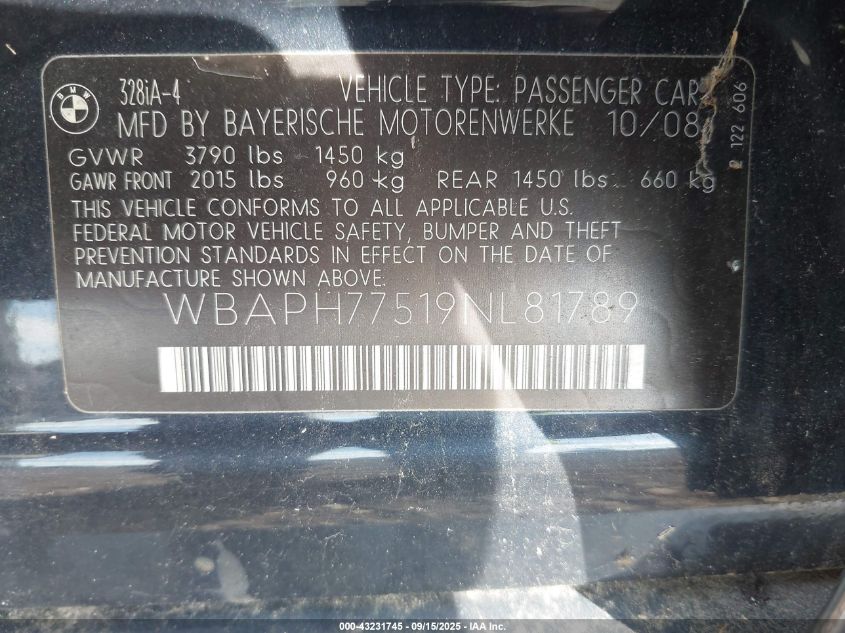 BMW
328iA-4 VEHICLE TYPE: PASSENGER CAR
MFD BY BAYERISCHE MOTORENWERKE 10/08
GVWR 3790 lbs 1450 kg
GAWR FRONT 2015 lbs 960 kg REAR 1450 lbs 660 kg
THIS VEHICLE CONFORMS TO ALL APPLICABLE U.S.
FEDERAL MOTOR VEHICLE SAFETY, BUMPER AND THEFT
PREVENTION STANDARDS IN EFFECT ON THE DATE OF
MANUFACTURE SHOWN ABOVE.
WBAPH77519NL81789
122 606
000-43231745 - 09/15/2025 - IAA Inc.